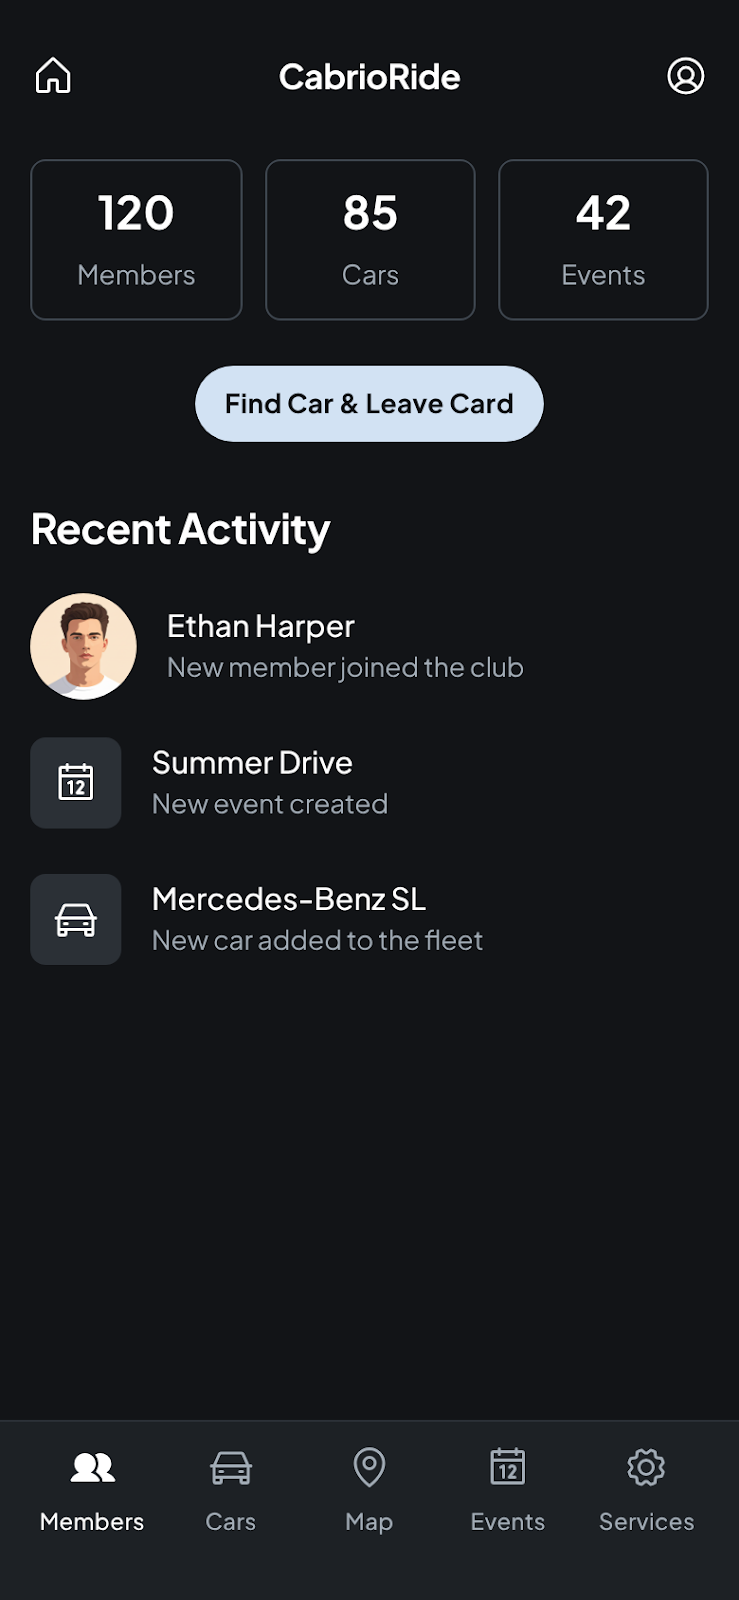 CabrioRide
120
Members
85
Cars
42
Events
Find Car & Leave Card
Recent Activity
Ethan Harper
New member joined the club
12
Summer Drive
New event created
Mercedes-Benz SL
New car added to the fleet
Members
Cars
Map
12
Events
Services